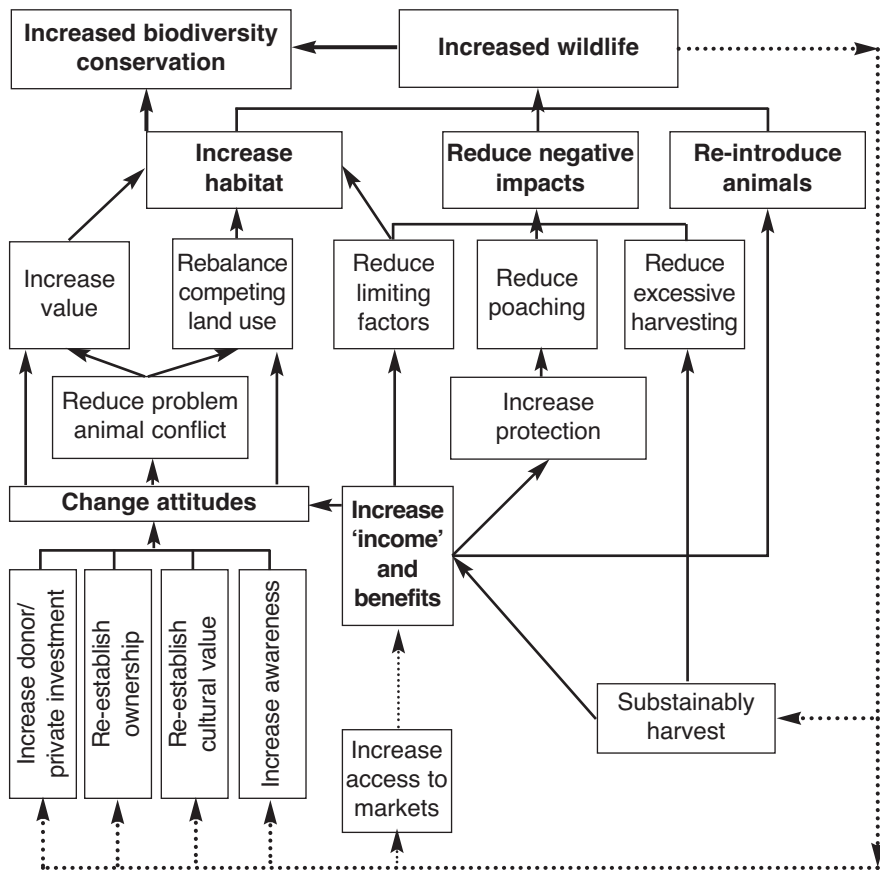 Increased biodiversity
conservation
Increased wildlife
Increase
habitat
Reduce negative
impacts
Re-introduce
animals
Increase
value
Rebalance
competing
land use
Reduce
limiting
factors
Reduce
poaching
Reduce
excessive
harvesting
Reduce problem
animal conflict
Increase
protection
Change attitudes
Increase
‘income’
and
benefits
Increase donor/
private investment
Re-establish
ownership
Re-establish
cultural value
Increase awareness
Increase
access to
markets
Substainably
harvest